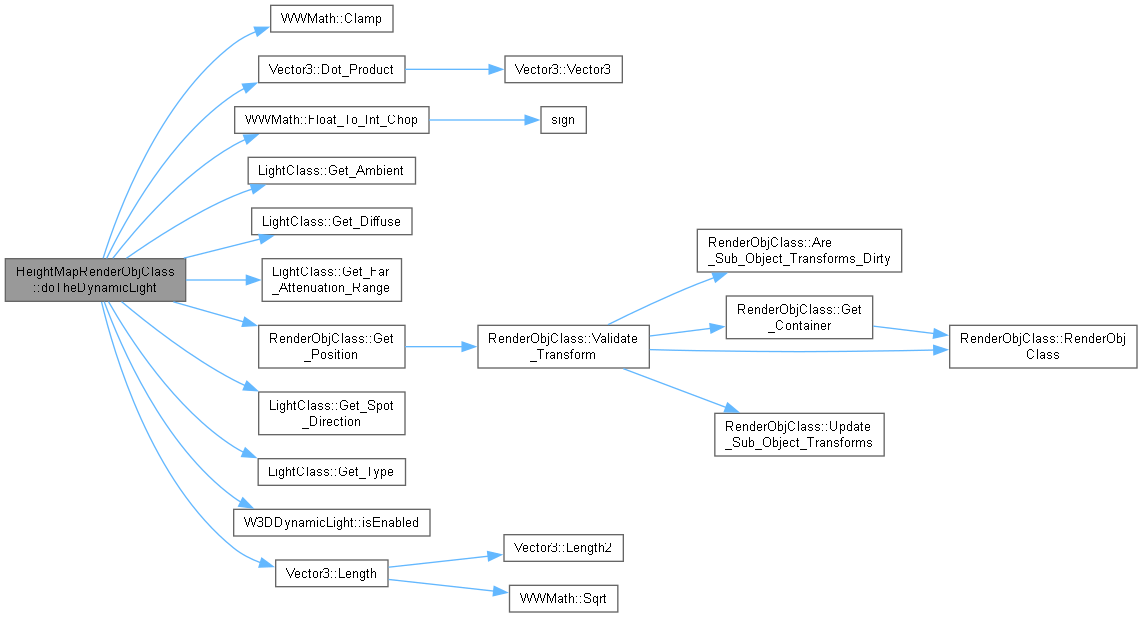 HeightMapRenderObjClass
::doTheDynamicLight
WWMath::Clamp
Vector3::Dot_Product
Vector3::Vector3
WWMath::Float_To_Int_Chop
sign
LightClass::Get_Ambient
LightClass::Get_Diffuse
LightClass::Get_Far
_Attenuation_Range
RenderObjClass::Get
_Position
RenderObjClass::Validate
_Transform
RenderObjClass::Are
_Sub_Object_Transforms_Dirty
RenderObjClass::Get
_Container
RenderObjClass::RenderObj
Class
RenderObjClass::Update
_Sub_Object_Transforms
LightClass::Get_Spot
_Direction
LightClass::Get_Type
W3DDynamicLight::isEnabled
Vector3::Length
Vector3::Length2
WWMath::Sqrt